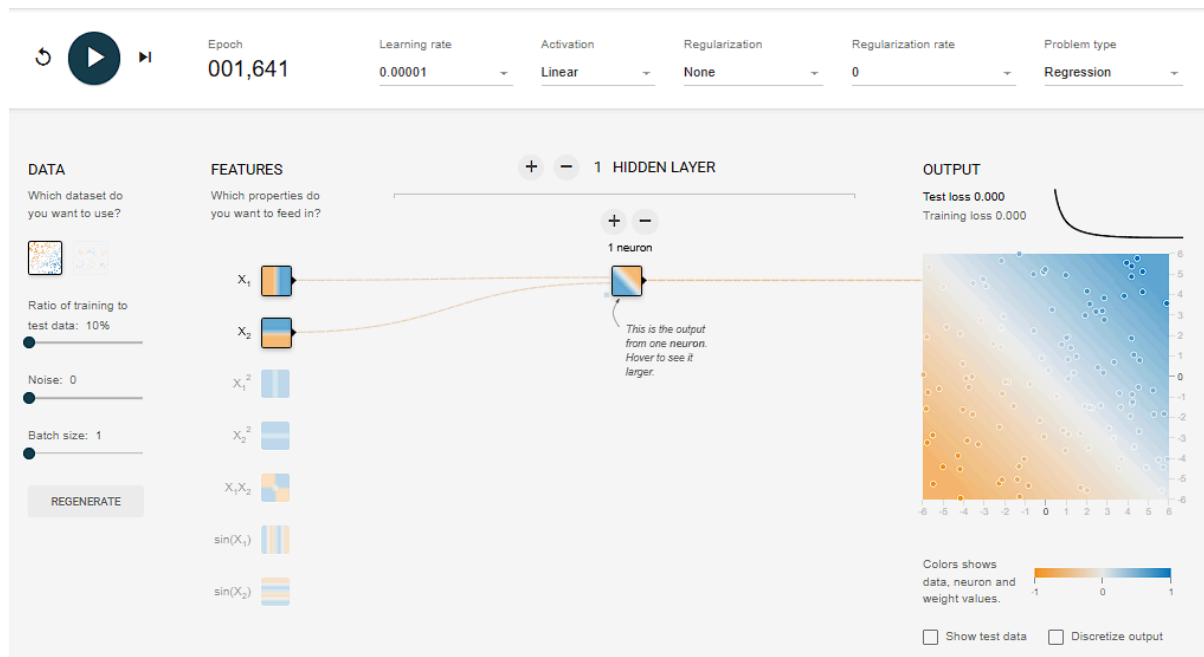 Epoch
001,641
Learning rate
0.00001
Activation
Linear
Regularization
None
Regularization rate
0
Problem type
Regression
DATA
Which dataset do
you want to use?
Ratio of training to
test data: 10%
Noise: 0
Batch size: 1
REGENERATE
FEATURES
Which properties do
you want to feed in?
X₁
X₂
X₁²
X₂²
X₁X₂
sin(X₁)
sin(X₂)
+ − 1 HIDDEN LAYER
+ −
1 neuron
This is the output
from one neuron.
Hover to see it
larger.
OUTPUT
Test loss 0.000
Training loss 0.000
6
5
4
3
2
1
0
-1
-2
-3
-4
-5
-6
-6 -5 -4 -3 -2 -1 0 1 2 3 4 5 6
Colors shows
data, neuron and
weight values.
-1 0 1
Show test data
Discretize output